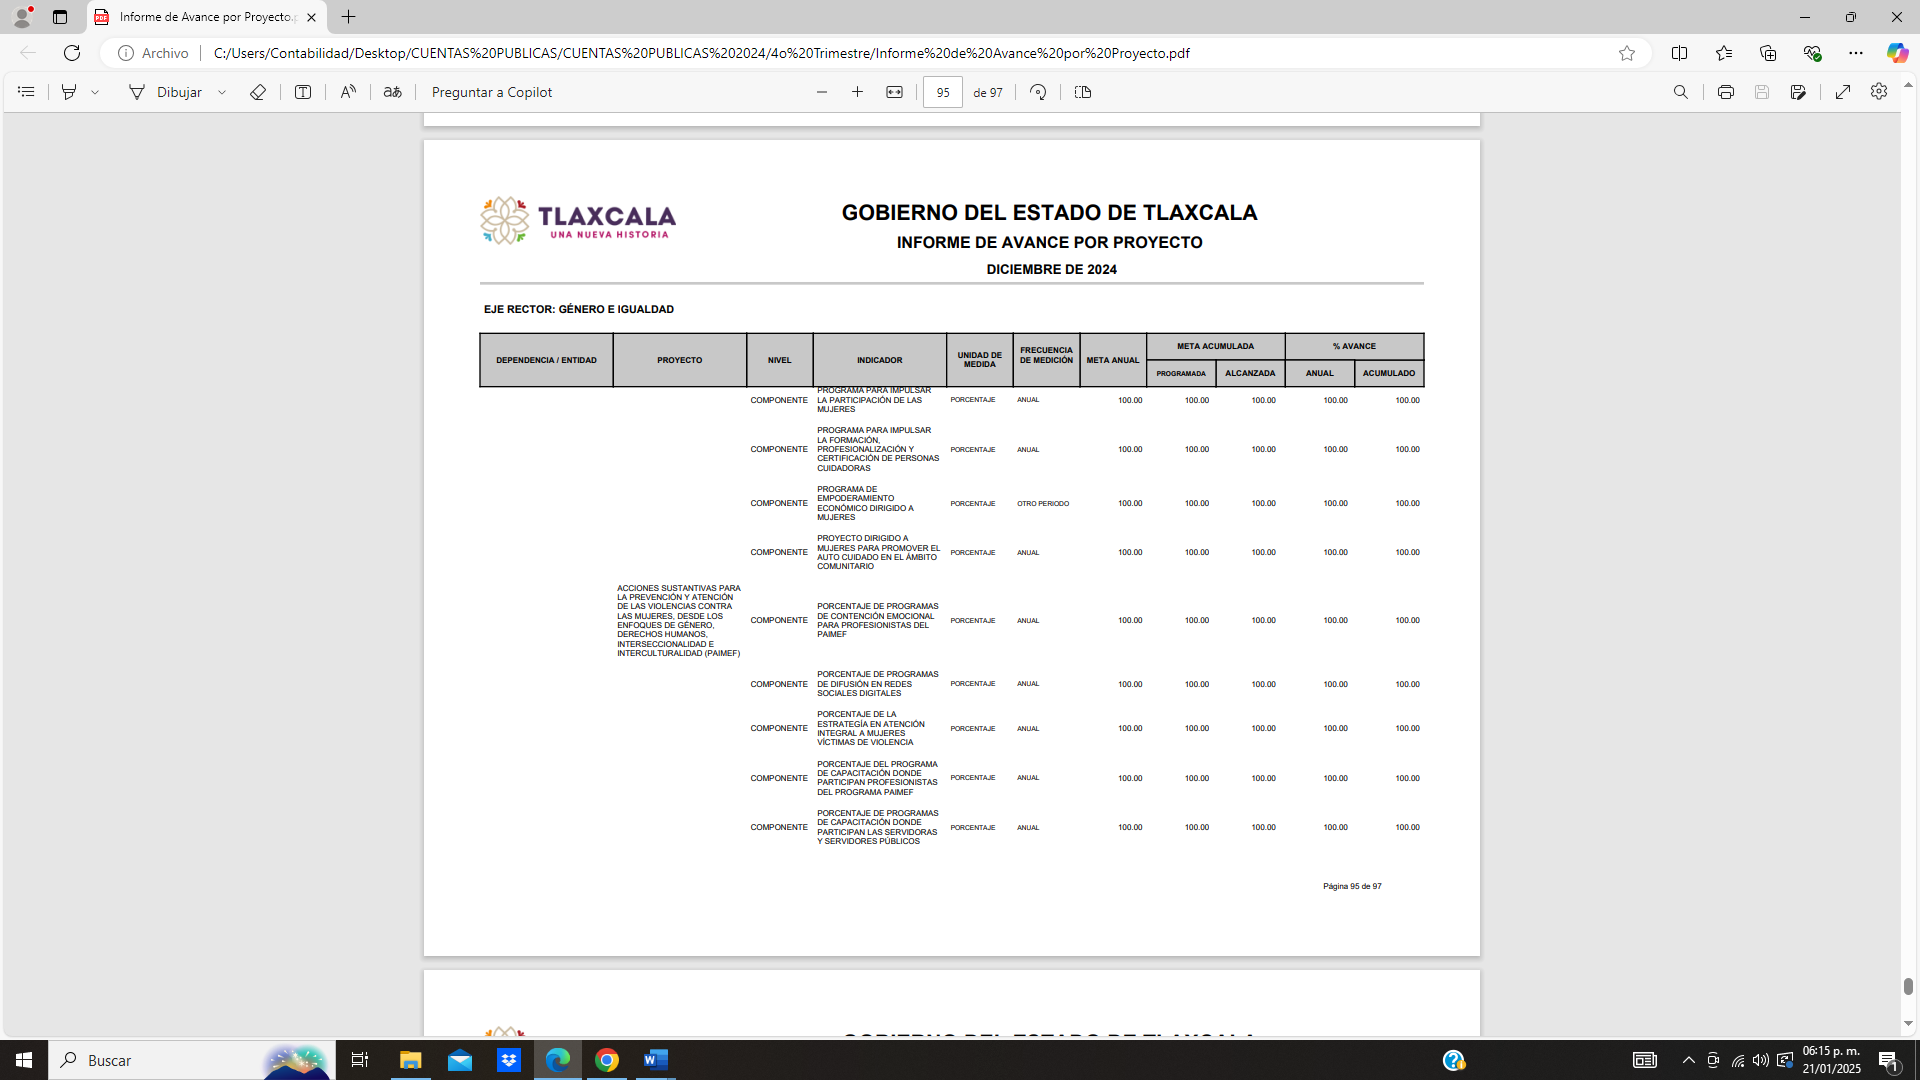 Informe de Avance por Proyecto.p
Archivo
C:/Users/Contabilidad/Desktop/CUENTAS%20PUBLICAS/CUENTAS%20PUBLICAS%202024/4o%20Trimestre/Informe%20de%20Avance%20por%20Proyecto.pdf
Dibujar
Preguntar a Copilot
95 de 97
TLAXCALA
UNA NUEVA HISTORIA
GOBIERNO DEL ESTADO DE TLAXCALA
INFORME DE AVANCE POR PROYECTO
DICIEMBRE DE 2024
EJE RECTOR: GÉNERO E IGUALDAD
DEPENDENCIA / ENTIDAD PROYECTO NIVEL INDICADOR UNIDAD DE MEDIDA FRECUENCIA DE MEDICIÓN META ANUAL META ACUMULADA % AVANCE
PROGRAMADA ALCANZADA ANUAL ACUMULADO
PROGRAMA PARA IMPULSAR
COMPONENTE LA PARTICIPACIÓN DE LAS PORCENTAJE ANUAL 100.00 100.00 100.00 100.00 100.00
MUJERES
PROGRAMA PARA IMPULSAR
LA FORMACIÓN,
COMPONENTE PROFESIONALIZACIÓN Y PORCENTAJE ANUAL 100.00 100.00 100.00 100.00 100.00
CERTIFICACIÓN DE PERSONAS
CUIDADORAS
PROGRAMA DE
EMPODERAMIENTO
COMPONENTE ECONÓMICO DIRIGIDO A PORCENTAJE OTRO PERIODO 100.00 100.00 100.00 100.00 100.00
MUJERES
PROYECTO DIRIGIDO A
MUJERES PARA PROMOVER EL
COMPONENTE AUTO CUIDADO EN EL ÁMBITO PORCENTAJE ANUAL 100.00 100.00 100.00 100.00 100.00
COMUNITARIO
ACCIONES SUSTANTIVAS PARA
LA PREVENCIÓN Y ATENCIÓN
DE LAS VIOLENCIAS CONTRA
LAS MUJERES, DESDE LOS
ENFOQUES DE GÉNERO,
DERECHOS HUMANOS,
INTERSECCIONALIDAD E
INTERCULTURALIDAD (PAIMEF)
PORCENTAJE DE PROGRAMAS
COMPONENTE DE CONTENCIÓN EMOCIONAL PORCENTAJE ANUAL 100.00 100.00 100.00 100.00 100.00
PARA PROFESIONISTAS DEL
PAIMEF
PORCENTAJE DE PROGRAMAS
COMPONENTE DE DIFUSIÓN EN REDES PORCENTAJE ANUAL 100.00 100.00 100.00 100.00 100.00
SOCIALES DIGITALES
PORCENTAJE DE LA
ESTRATEGÍA EN ATENCIÓN
COMPONENTE INTEGRAL A MUJERES PORCENTAJE ANUAL 100.00 100.00 100.00 100.00 100.00
VÍCTIMAS DE VIOLENCIA
PORCENTAJE DEL PROGRAMA
DE CAPACITACIÓN DONDE
COMPONENTE PARTICIPAN PROFESIONISTAS PORCENTAJE ANUAL 100.00 100.00 100.00 100.00 100.00
DEL PROGRAMA PAIMEF
PORCENTAJE DE PROGRAMAS
DE CAPACITACIÓN DONDE
COMPONENTE PARTICIPAN LAS SERVIDORAS PORCENTAJE ANUAL 100.00 100.00 100.00 100.00 100.00
Y SERVIDORES PÚBLICOS
Página 95 de 97
GOBIERNO DEL ESTADO DE TLAXCALA
Buscar
06:15 p. m.
21/01/2025
1